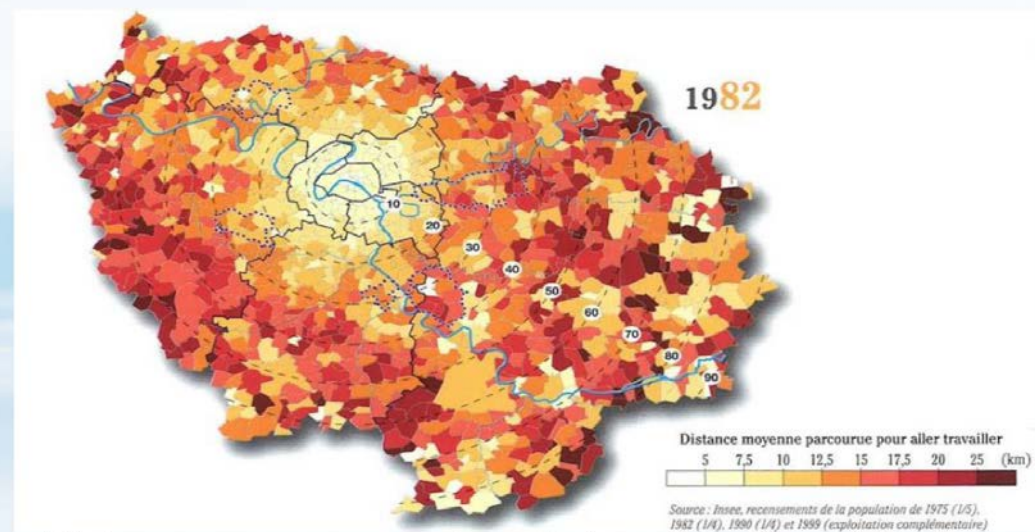 1982
10
20
30
40
50
60
70
80
90
Distance moyenne parcourue pour aller travailler
5 7,5 10 12,5 15 17,5 20 25 (km)
Source : Insee, recensements de la population de 1975 (1/5),
1982 (1/4), 1990 (1/4) et 1999 (exploitation complémentaire)